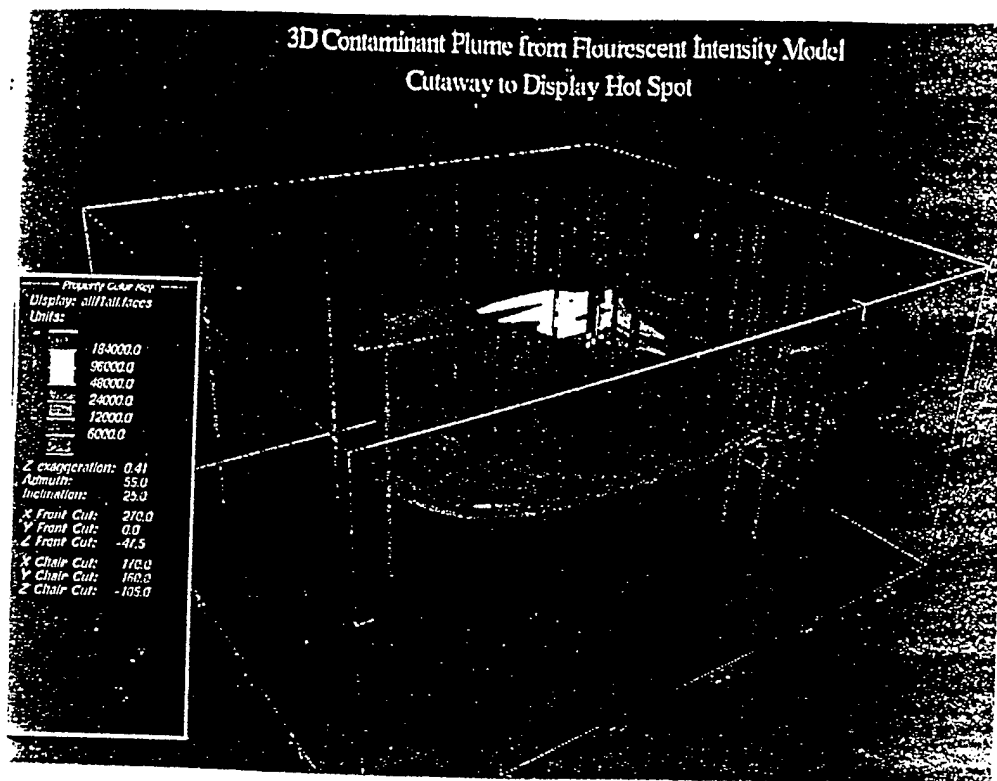 3D Contaminant Plume from Flourescent Intensity Model
Cutaway to Display Hot Spot
Property Color Key
Display: all/1all.faces
Units:
184000.0
96000.0
48000.0
24000.0
12000.0
6000.0
Z exaggeration: 0.41
Azimuth: 55.0
Inclination: 25.0
X Front Cut: 270.0
Y Front Cut: 0.0
Z Front Cut: -47.5
X Chair Cut: 170.0
Y Chair Cut: 160.0
Z Chair Cut: -105.0